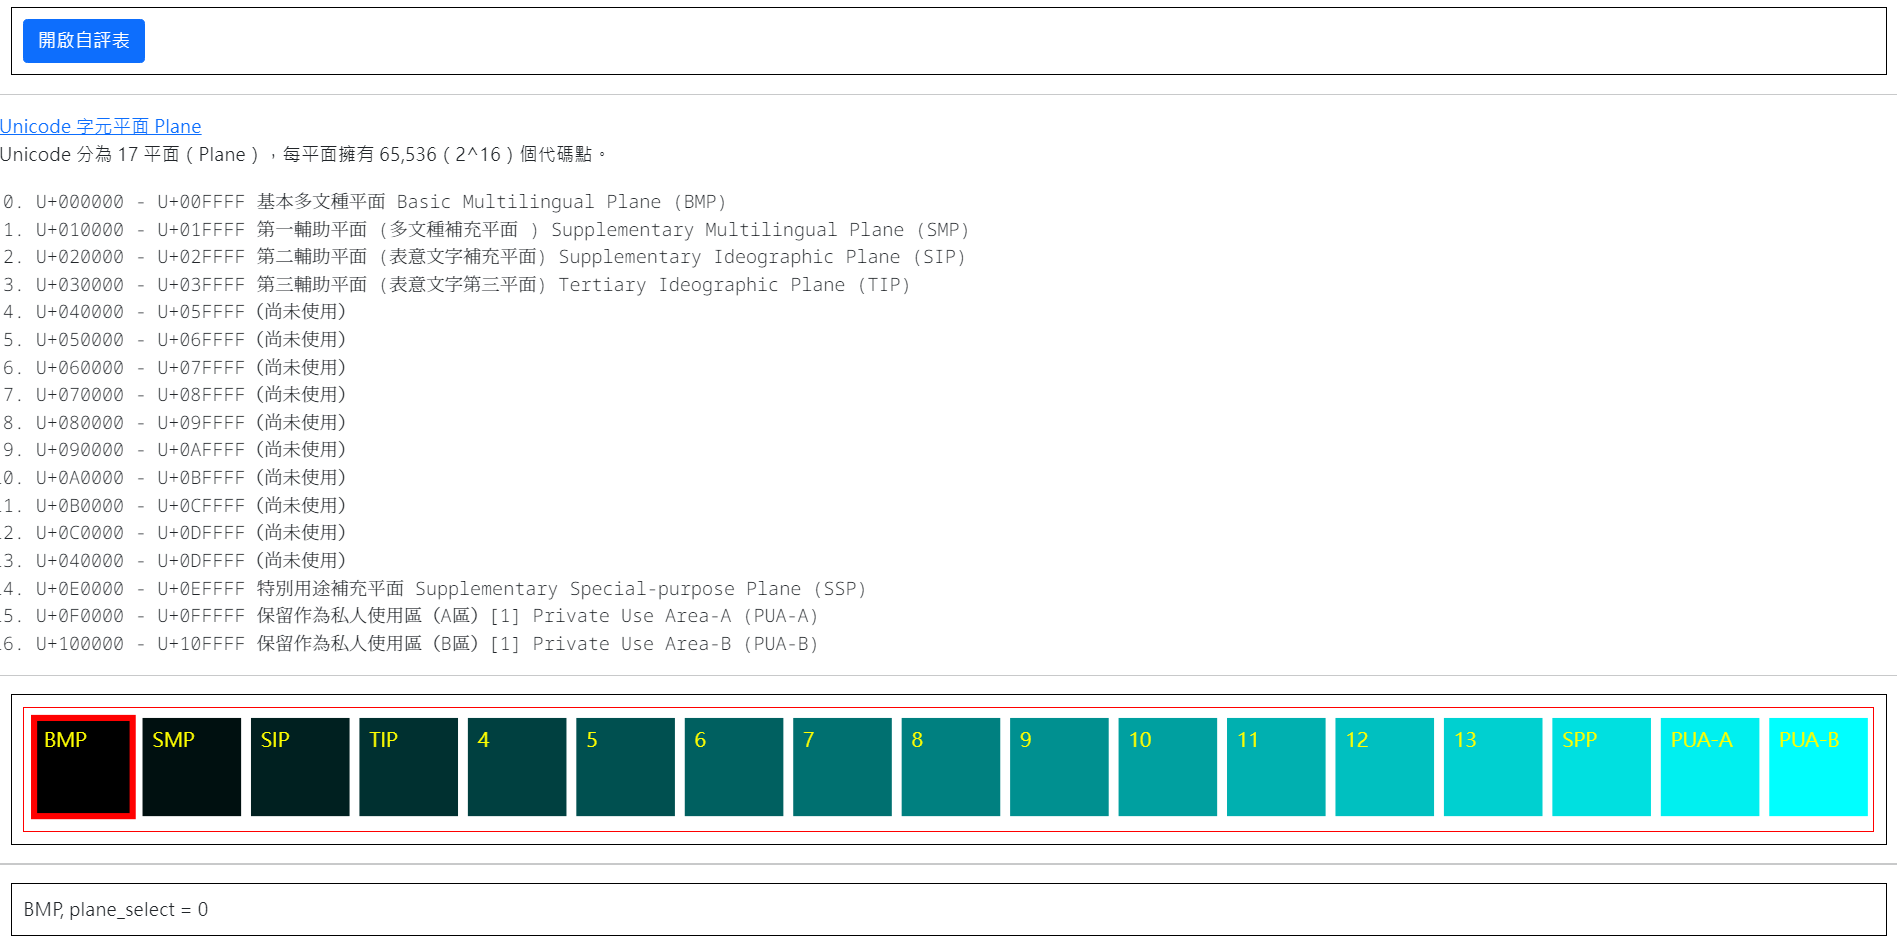 開啟自評表
Unicode 字元平面 Plane
Unicode 分為 17 平面（Plane），每平面擁有 65,536（2^16）個代碼點。
0. U+000000 - U+00FFFF 基本多文種平面 Basic Multilingual Plane (BMP)
1. U+010000 - U+01FFFF 第一輔助平面 (多文種補充平面 ) Supplementary Multilingual Plane (SMP)
2. U+020000 - U+02FFFF 第二輔助平面 (表意文字補充平面) Supplementary Ideographic Plane (SIP)
3. U+030000 - U+03FFFF 第三輔助平面 (表意文字第三平面) Tertiary Ideographic Plane (TIP)
4. U+040000 - U+05FFFF (尚未使用)
5. U+050000 - U+06FFFF (尚未使用)
6. U+060000 - U+07FFFF (尚未使用)
7. U+070000 - U+08FFFF (尚未使用)
8. U+080000 - U+09FFFF (尚未使用)
9. U+090000 - U+0AFFFF (尚未使用)
0. U+0A0000 - U+0BFFFF (尚未使用)
1. U+0B0000 - U+0CFFFF (尚未使用)
2. U+0C0000 - U+0DFFFF (尚未使用)
3. U+040000 - U+0DFFFF (尚未使用)
4. U+0E0000 - U+0EFFFF 特別用途補充平面 Supplementary Special-purpose Plane (SSP)
5. U+0F0000 - U+0FFFFF 保留作為私人使用區（A區）[1] Private Use Area-A (PUA-A)
6. U+100000 - U+10FFFF 保留作為私人使用區（B區）[1] Private Use Area-B (PUA-B)
BMP SMP SIP TIP 4 5 6 7 8 9 10 11 12 13 SPP PUA-A PUA-B
BMP, plane_select = 0